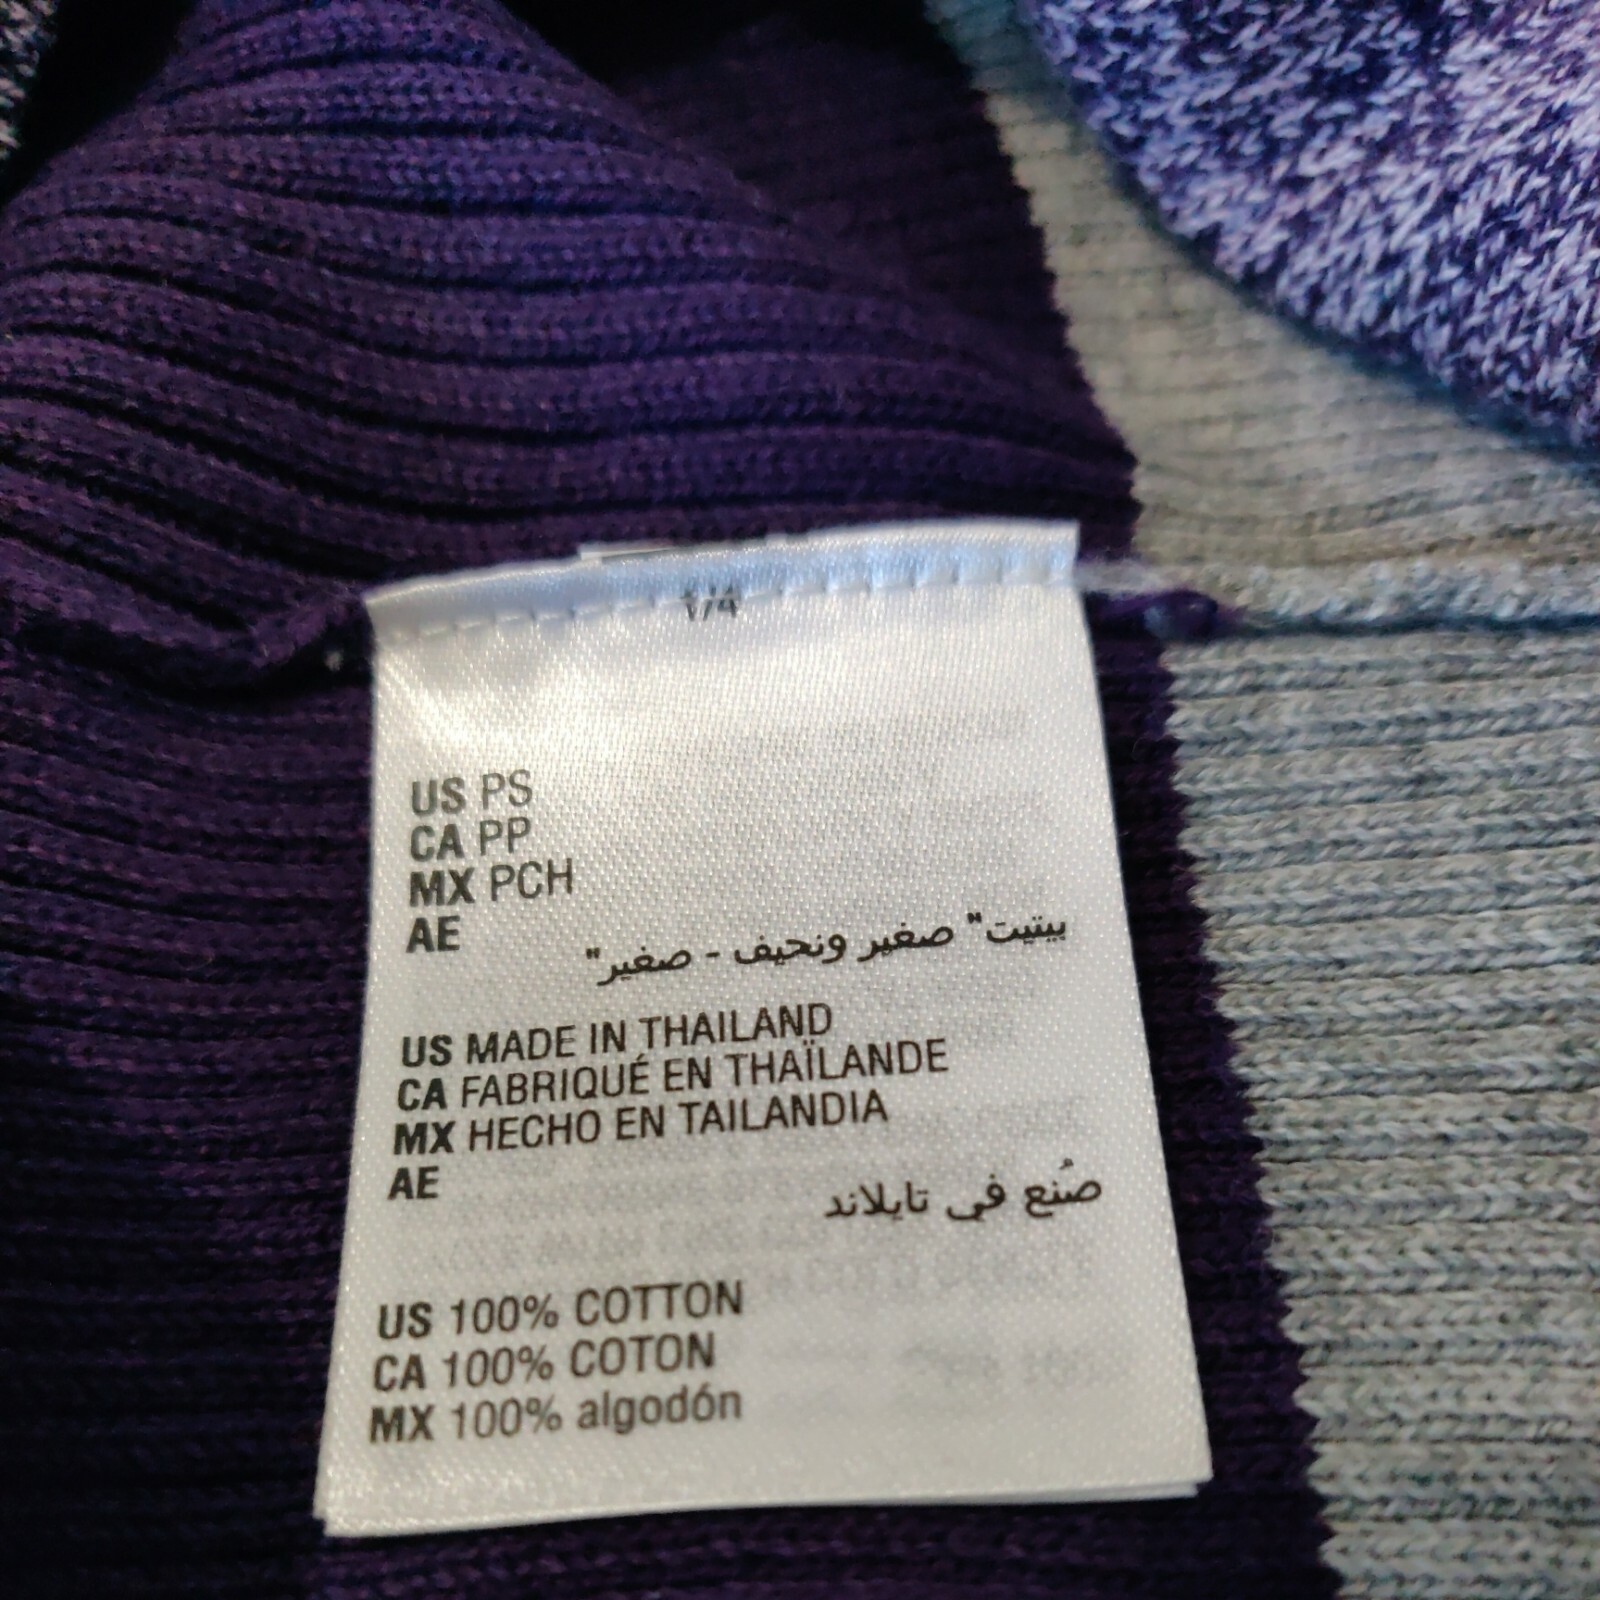 1/4
US PS
CA PP
MX PCH
AE
بيتيت" صغير ونحيف - صغير"
US MADE IN THAILAND
CA FABRIQUÉ EN THAÏLANDE
MX HECHO EN TAILANDIA
AE
صُنع في تايلاند
US 100% COTTON
CA 100% COTON
MX 100% algodón